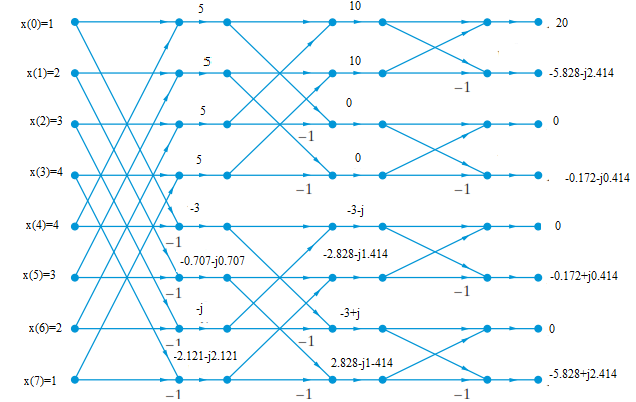 x(0)=1 5 10 . 20
x(1)=2 :5 10 -1 -5.828-j2.414
x(2)=3 5 -1 0 0
x(3)=4 5 -1 0 -1 . -0.172-j0.414
x(4)=4 -1 -3 -3-j 0
x(5)=3 -1 -0.707-j0.707 -2.828-j1.414 -1 -0.172+j0.414
x(6)=2 -1 -j -1 -3+j 0
x(7)=1 -1 -2.121-j2.121 -1 2.828-j1-414 -1 -5.828+j2.414